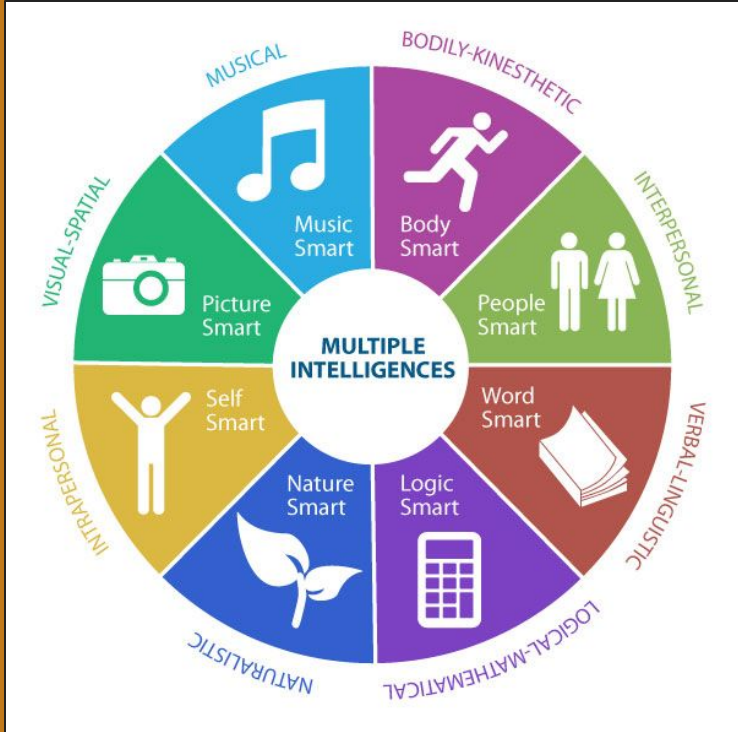 MUSICAL
BODILY-KINESTHETIC
INTERPERSONAL
VERBAL-LINGUISTIC
LOGICAL-MATHEMATICAL
NATURALISTIC
INTRAPERSONAL
VISUAL-SPATIAL
Music
Smart
Body
Smart
People
Smart
Word
Smart
Logic
Smart
Nature
Smart
Self
Smart
Picture
Smart
MULTIPLE
INTELLIGENCES